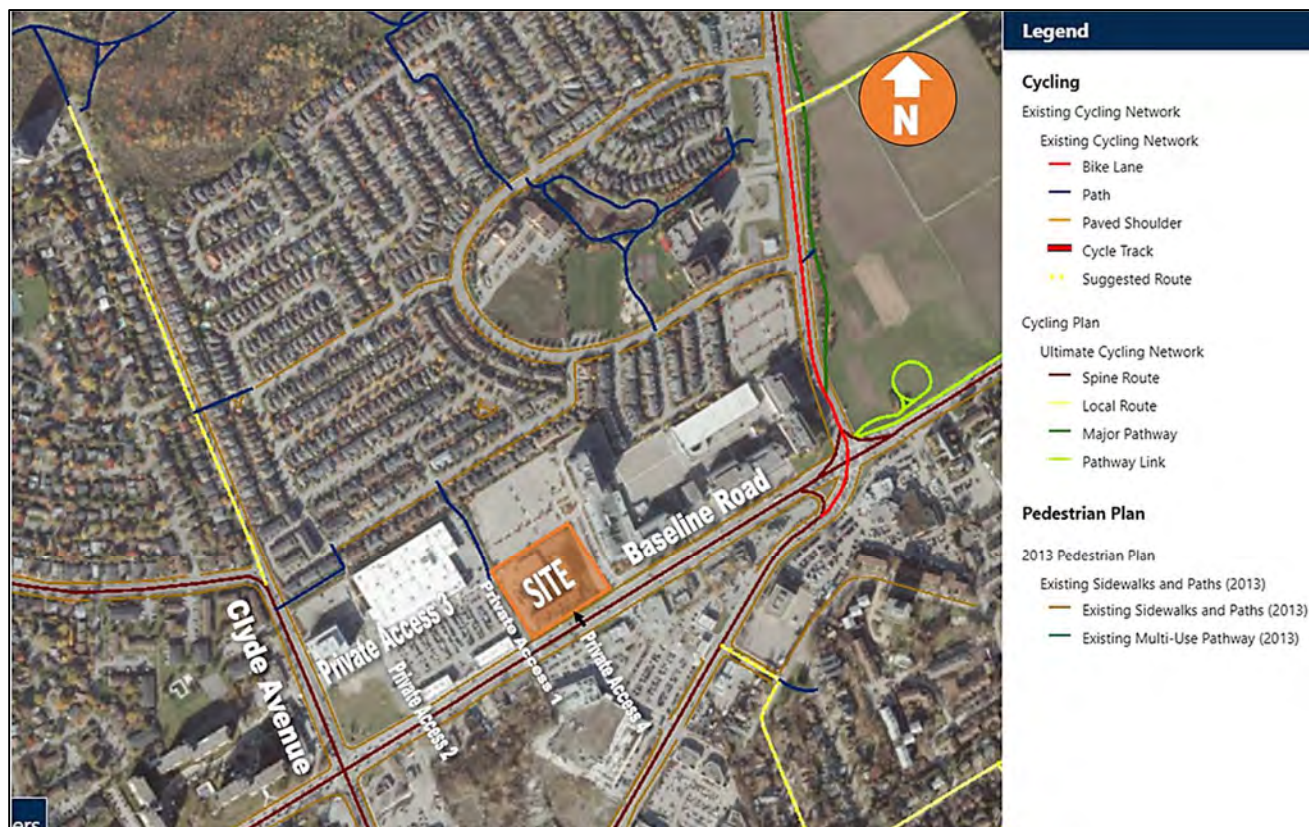 N
SITE
Baseline Road
Clyde Avenue
Private Access 3
Private Access 2
Private Access 1
Private Access 4
ers
Legend
Cycling
Existing Cycling Network
Existing Cycling Network
Bike Lane
Path
Paved Shoulder
Cycle Track
Suggested Route
Cycling Plan
Ultimate Cycling Network
Spine Route
Local Route
Major Pathway
Pathway Link
Pedestrian Plan
2013 Pedestrian Plan
Existing Sidewalks and Paths (2013)
Existing Sidewalks and Paths (2013)
Existing Multi-Use Pathway (2013)